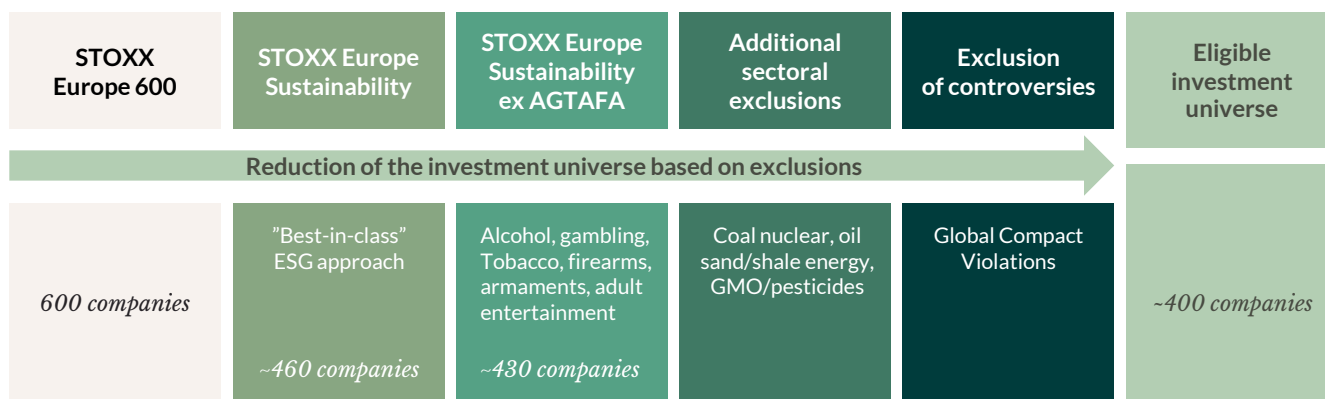 STOXX
Europe 600
STOXX Europe
Sustainability
STOXX Europe
Sustainability
ex AGTAFA
Additional
sectoral
exclusions
Exclusion
of controversies
Eligible
investment
universe
Reduction of the investment universe based on exclusions
600 companies
”Best-in-class”
ESG approach
~460 companies
Alcohol, gambling,
Tobacco, firearms,
armaments, adult
entertainment
~430 companies
Coal nuclear, oil
sand/shale energy,
GMO/pesticides
Global Compact
Violations
~400 companies